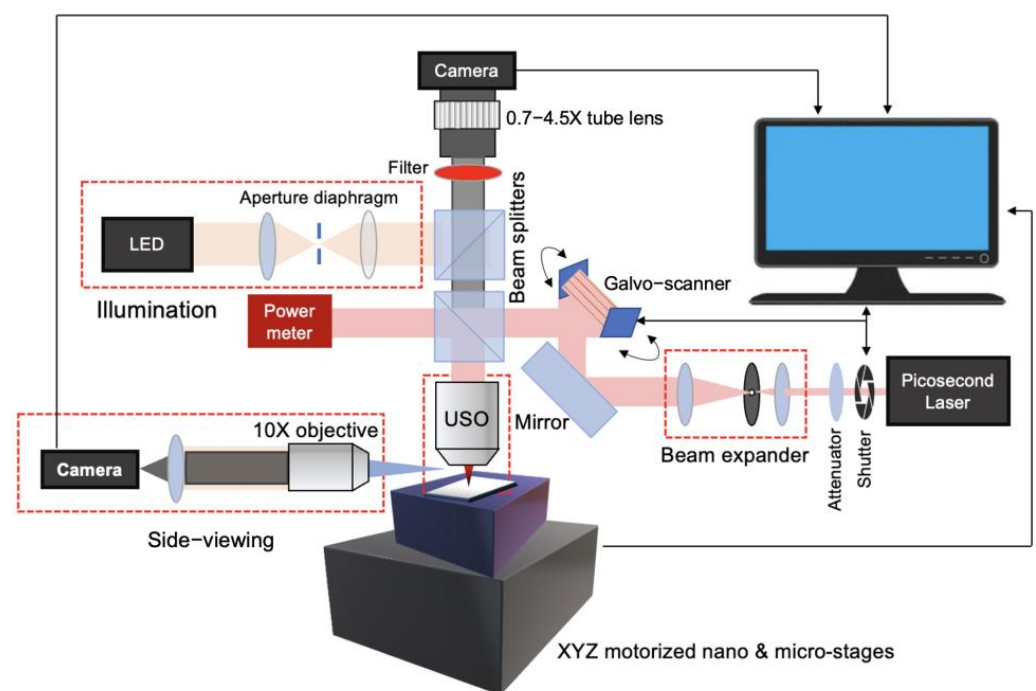 Camera
0.7−4.5X tube lens
Filter
Aperture diaphragm
LED
Beam splitters
Illumination
Galvo−scanner
Power
meter
Picosecond
Laser
USO
Mirror
10X objective
Beam expander
Attenuator
Shutter
Camera
Side−viewing
XYZ motorized nano & micro-stages